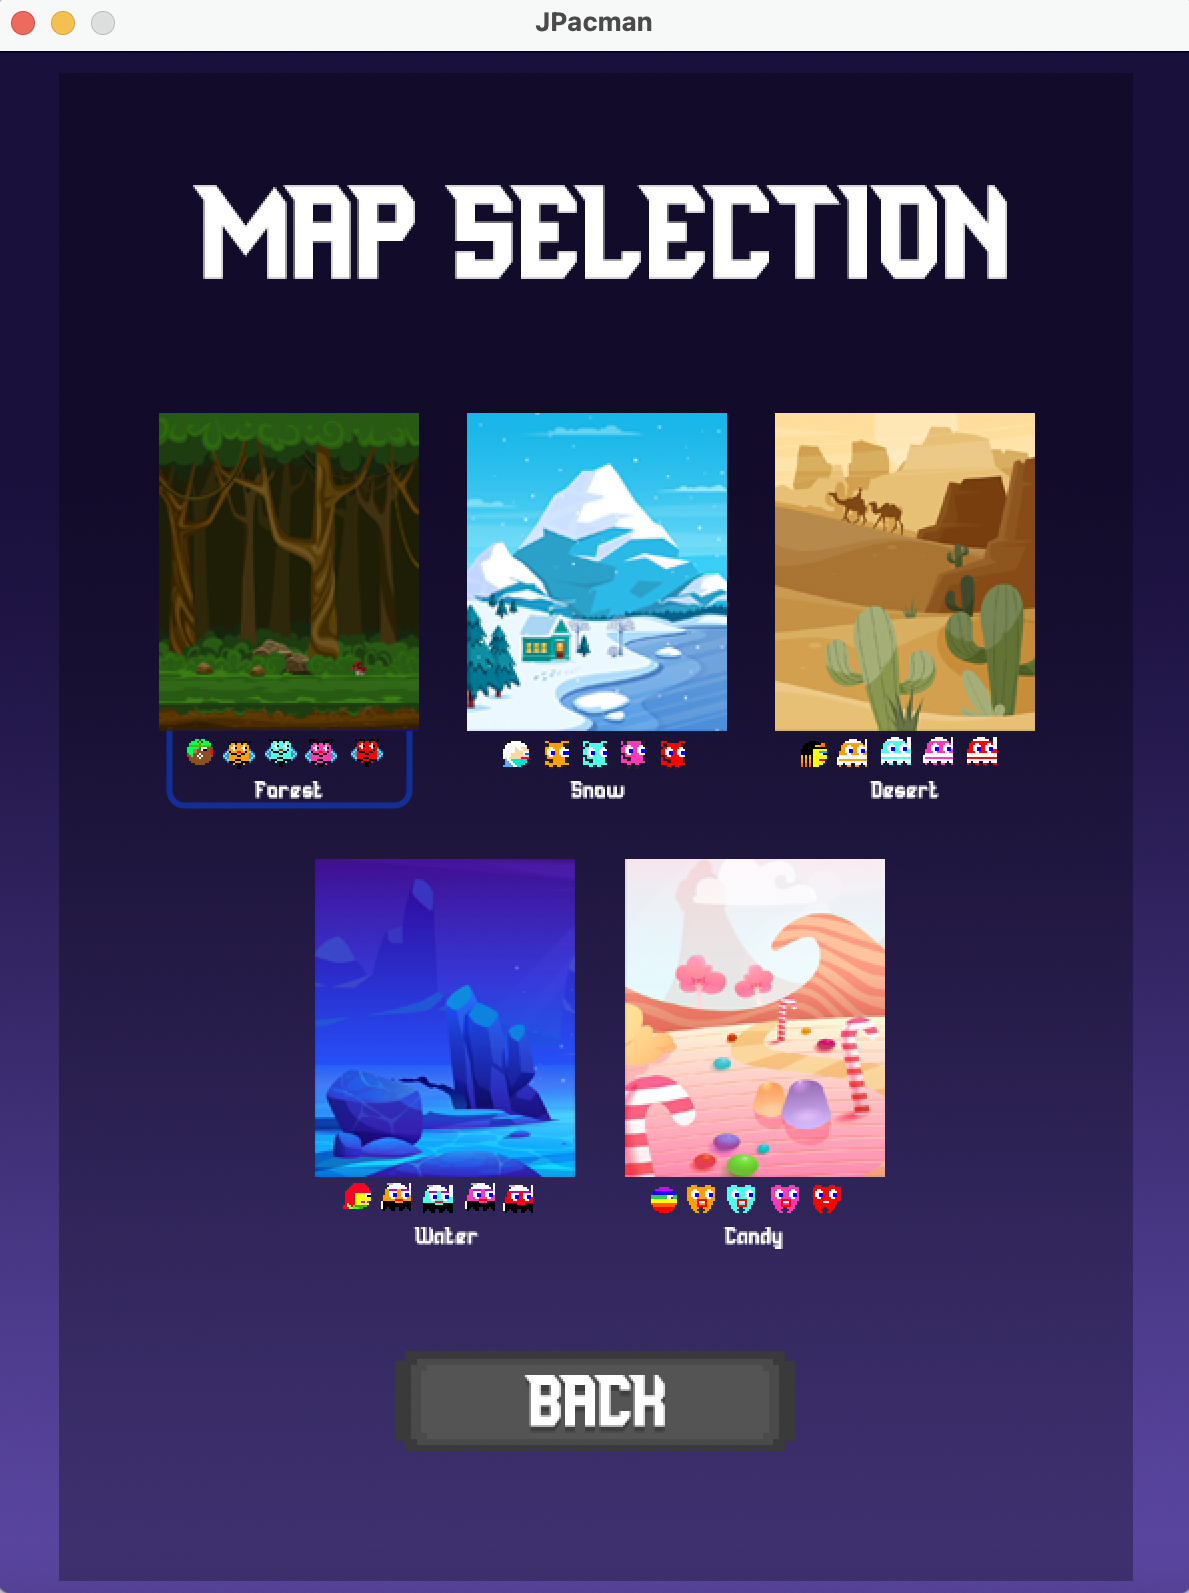 JPacman
MAP SELECTION
Forest
Snow
Desert
Water
Candy
BACK